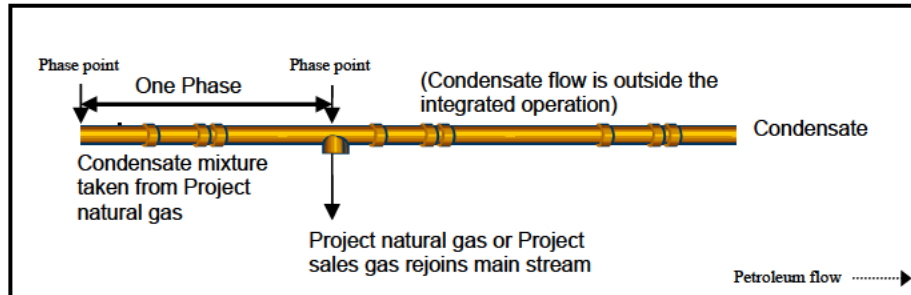 Phase point
Phase point
One Phase
(Condensate flow is outside the
integrated operation)
Condensate
Condensate mixture
taken from Project
natural gas
Project natural gas or Project
sales gas rejoins main stream
Petroleum flow